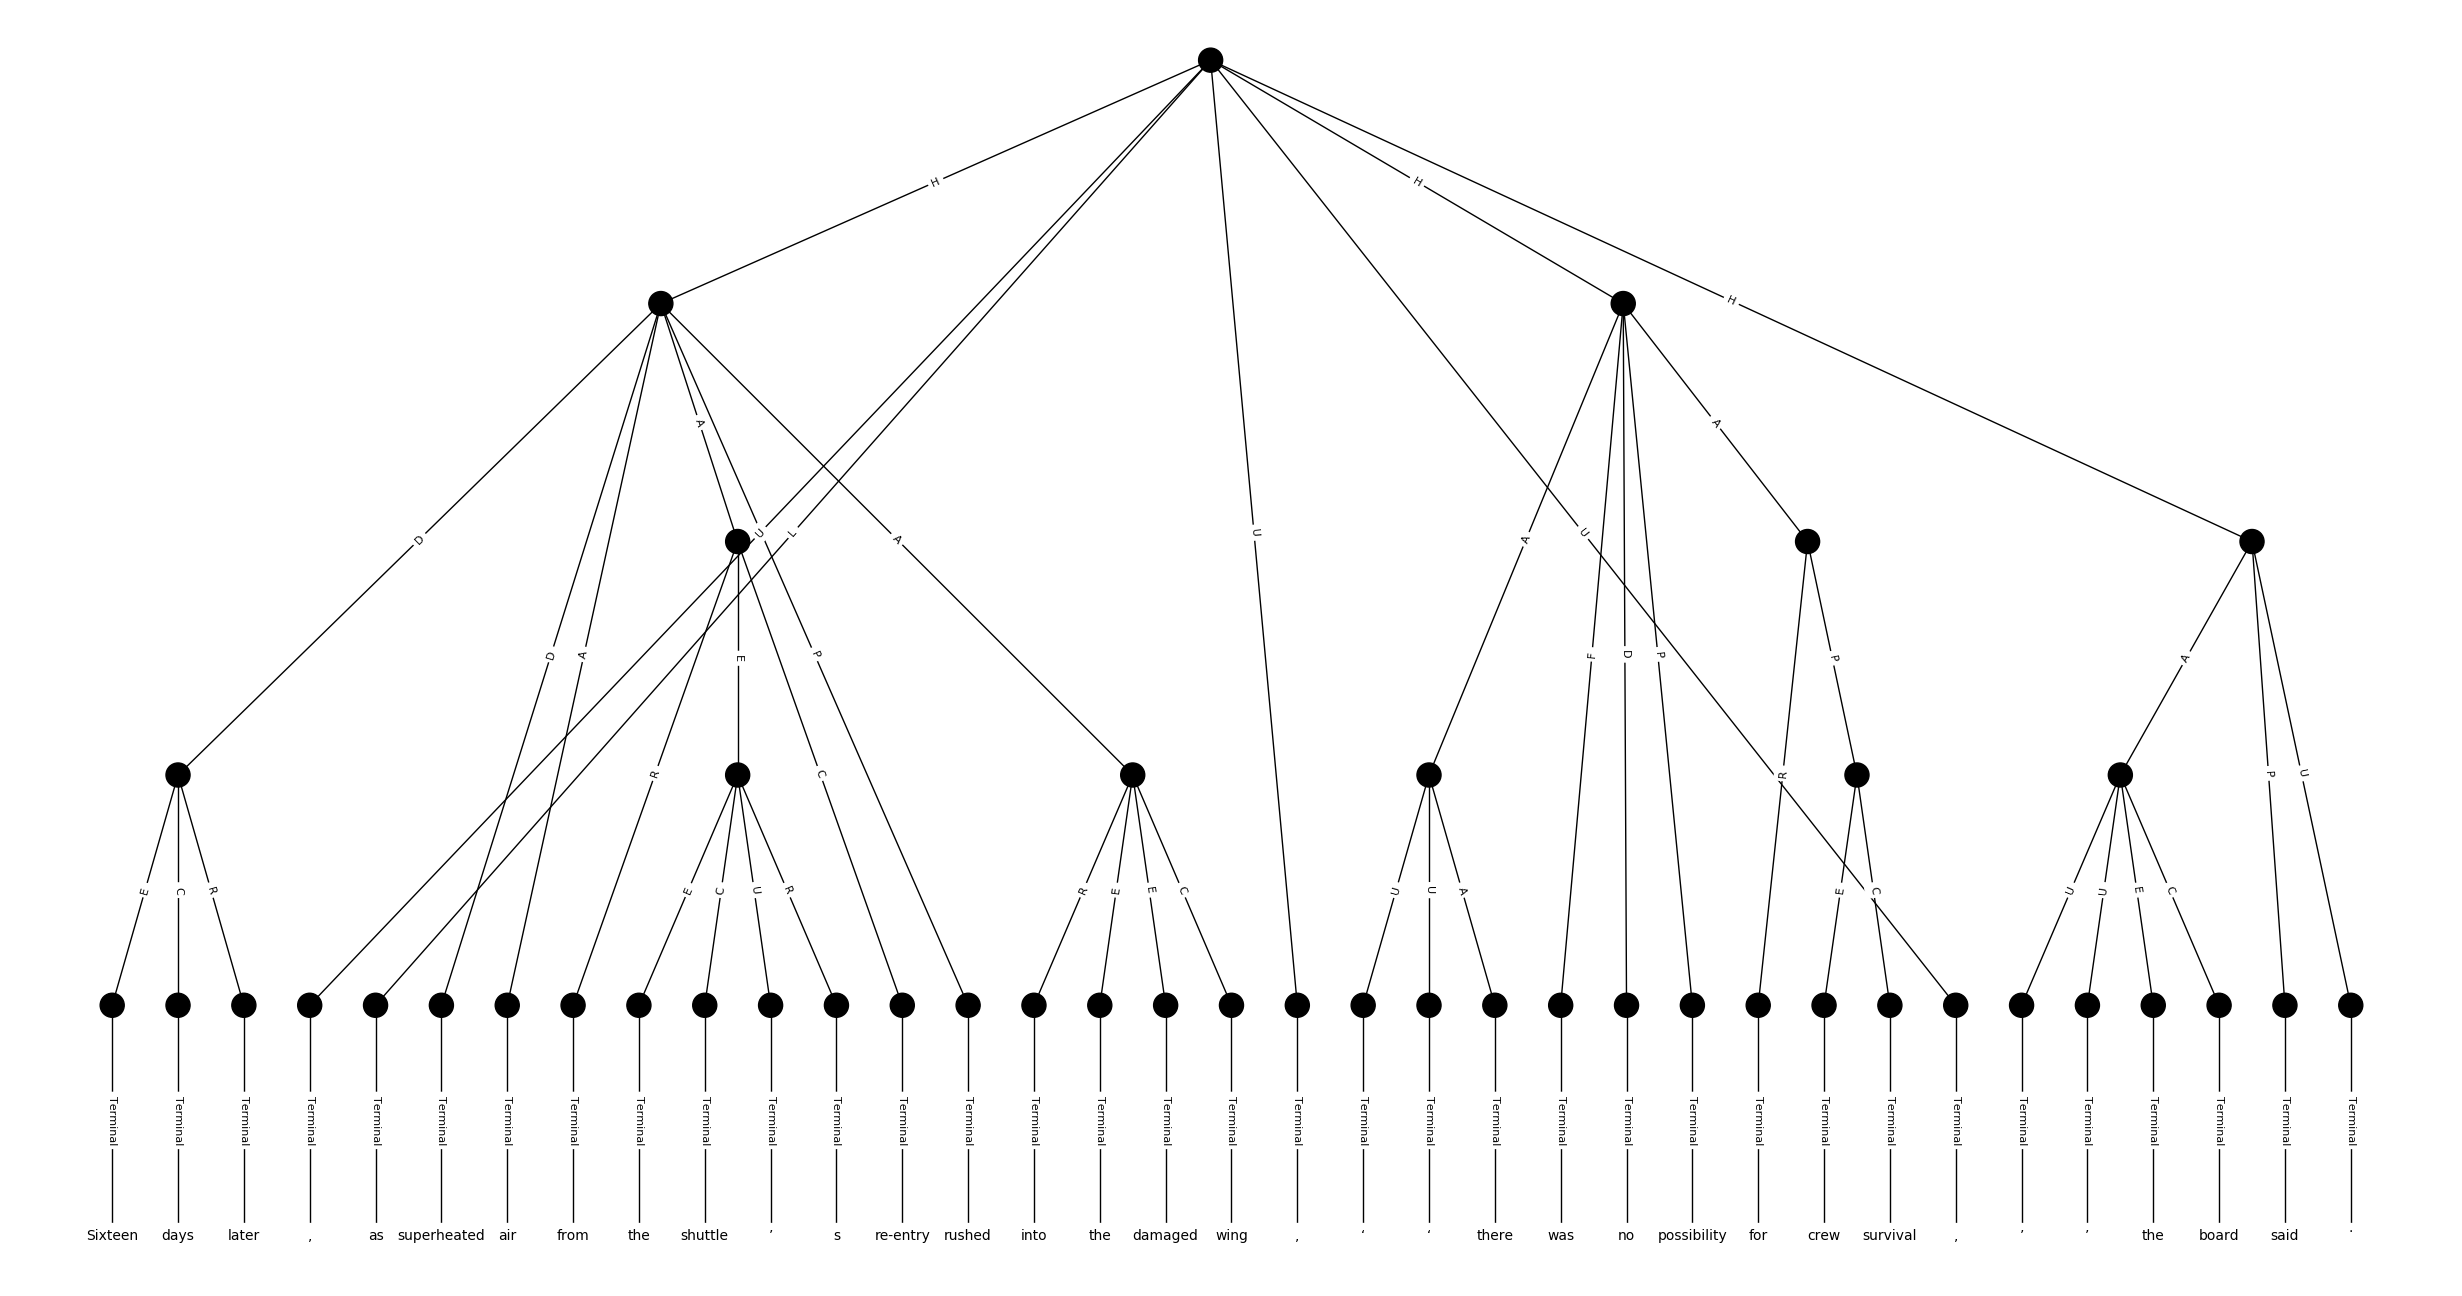 H H H
A A
D U L A A U U
D A E P R F D P P A
R C R P U
E C R E C U R R E E C U U A E C U U E C
Terminal Terminal Terminal Terminal Terminal Terminal Terminal Terminal Terminal Terminal Terminal Terminal Terminal Terminal Terminal Terminal Terminal Terminal Terminal Terminal Terminal Terminal Terminal Terminal Terminal Terminal Terminal Terminal Terminal Terminal Terminal Terminal Terminal Terminal Terminal
Sixteen days later , as superheated air from the shuttle ’ s re-entry rushed into the damaged wing , ‘ ‘ there was no possibility for crew survival , ’ ’ the board said .